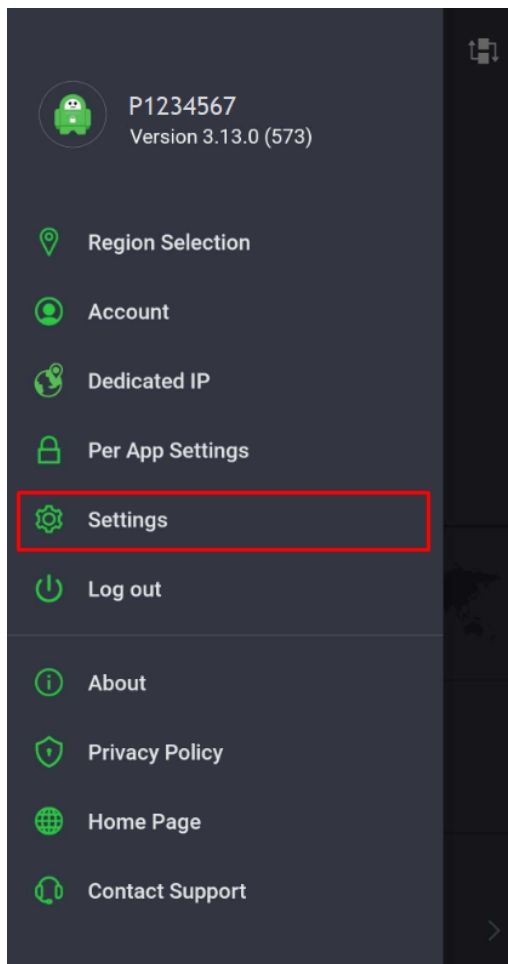 P1234567
Version 3.13.0 (573)
Region Selection
Account
Dedicated IP
Per App Settings
Settings
Log out
About
Privacy Policy
Home Page
Contact Support